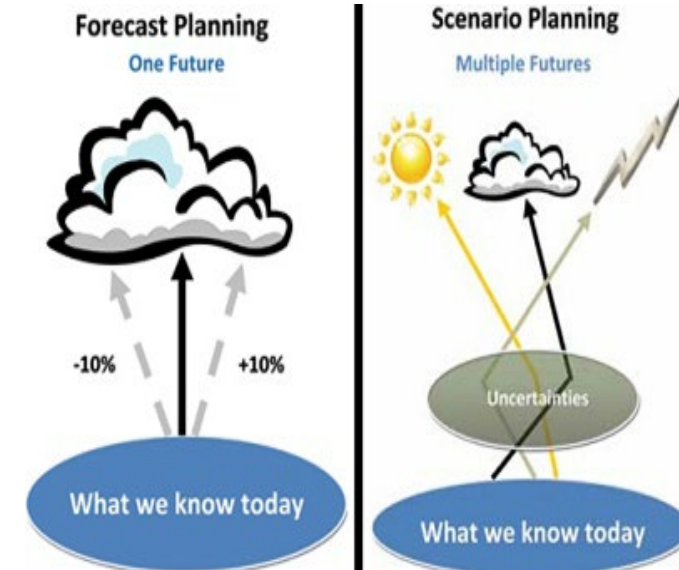 Forecast Planning
One Future
-10%
+10%
What we know today
Scenario Planning
Multiple Futures
Uncertainties
What we know today